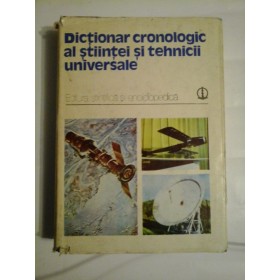 Dicționar cronologic
al științei și tehnicii
universale
Editura științifică și enciclopedică